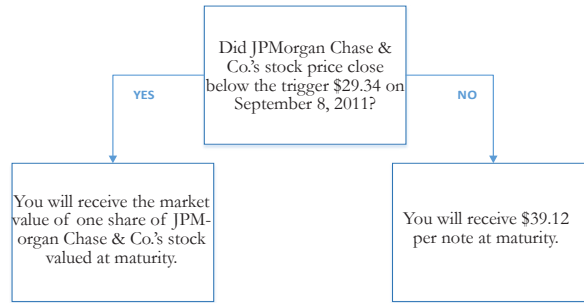 Did JPMorgan Chase &
Co.'s stock price close
below the trigger $29.34 on
September 8, 2011?
YES
NO
You will receive the market
value of one share of JPM-
organ Chase & Co.'s stock
valued at maturity.
You will receive $39.12
per note at maturity.